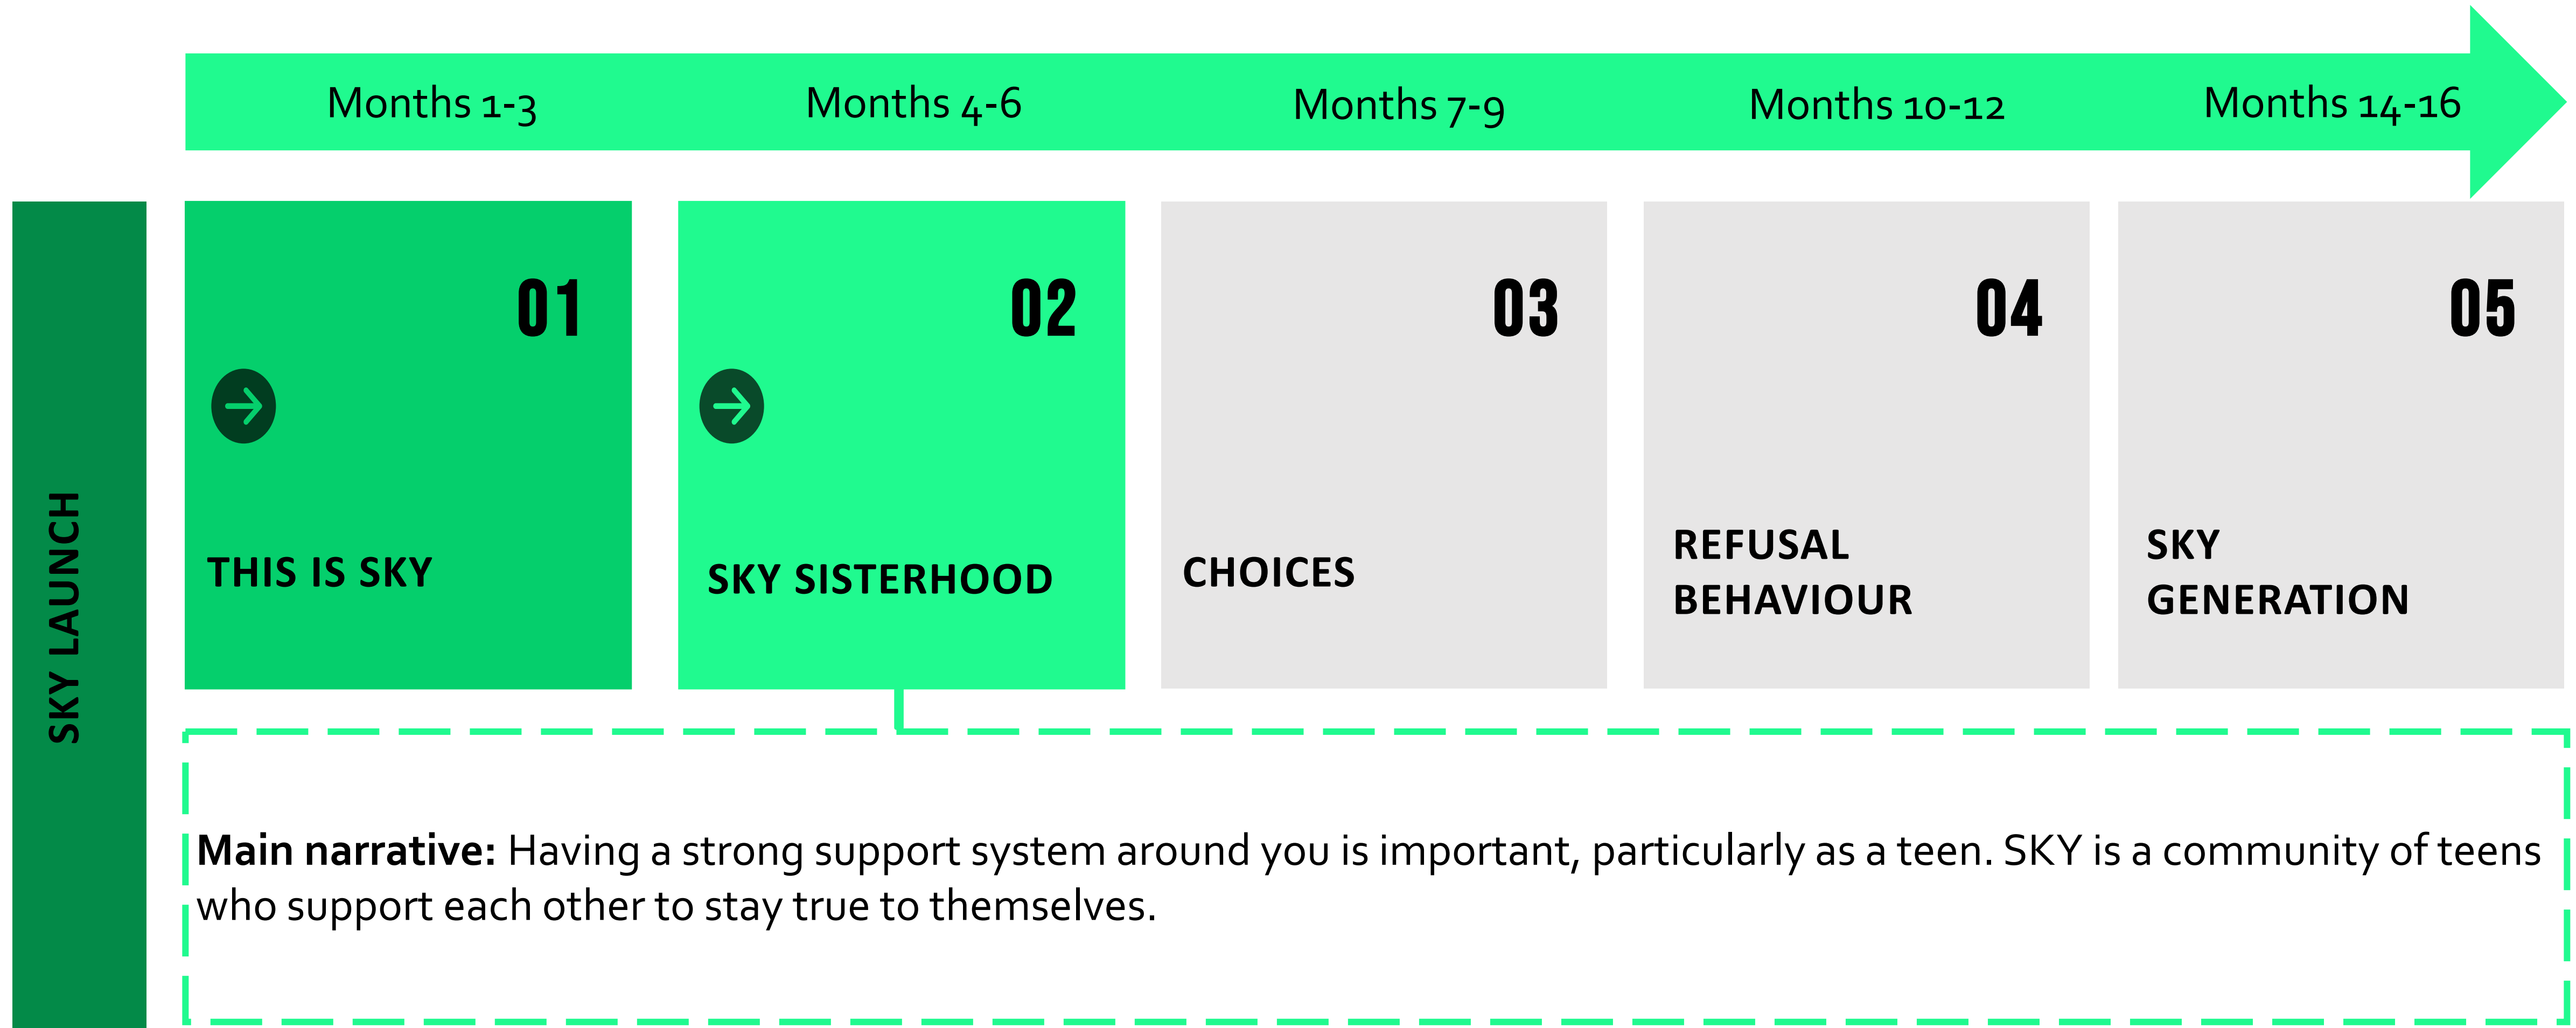 Months 1-3
Months 4-6
Months 7-9
Months 10-12
Months 14-16
SKY LAUNCH
01
THIS IS SKY
02
SKY SISTERHOOD
03
CHOICES
04
REFUSAL
BEHAVIOUR
05
SKY
GENERATION
Main narrative: Having a strong support system around you is important, particularly as a teen. SKY is a community of teens
who support each other to stay true to themselves.